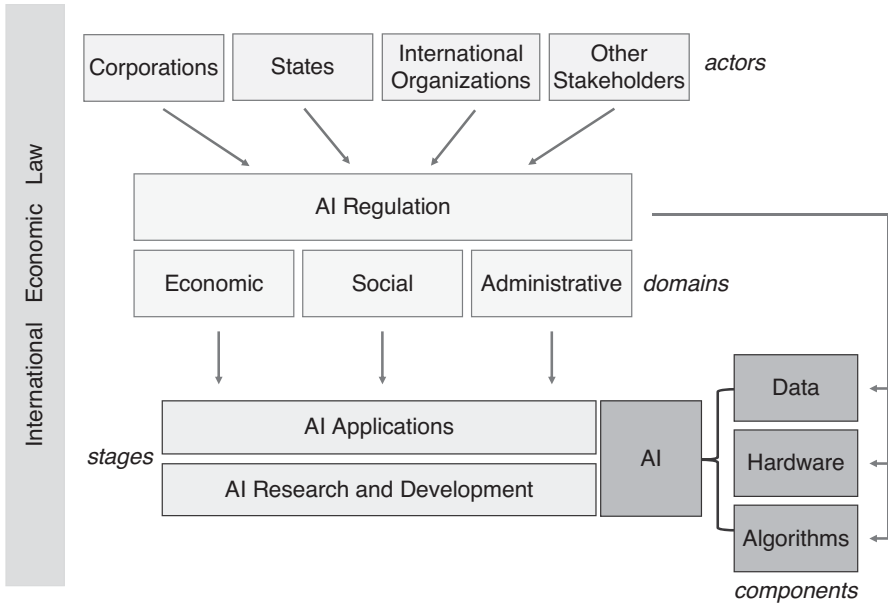 International Economic Law
Corporations
States
International
Organizations
Other
Stakeholders
actors
AI Regulation
Economic
Social
Administrative
domains
stages
AI Applications
AI Research and Development
AI
Data
Hardware
Algorithms
components